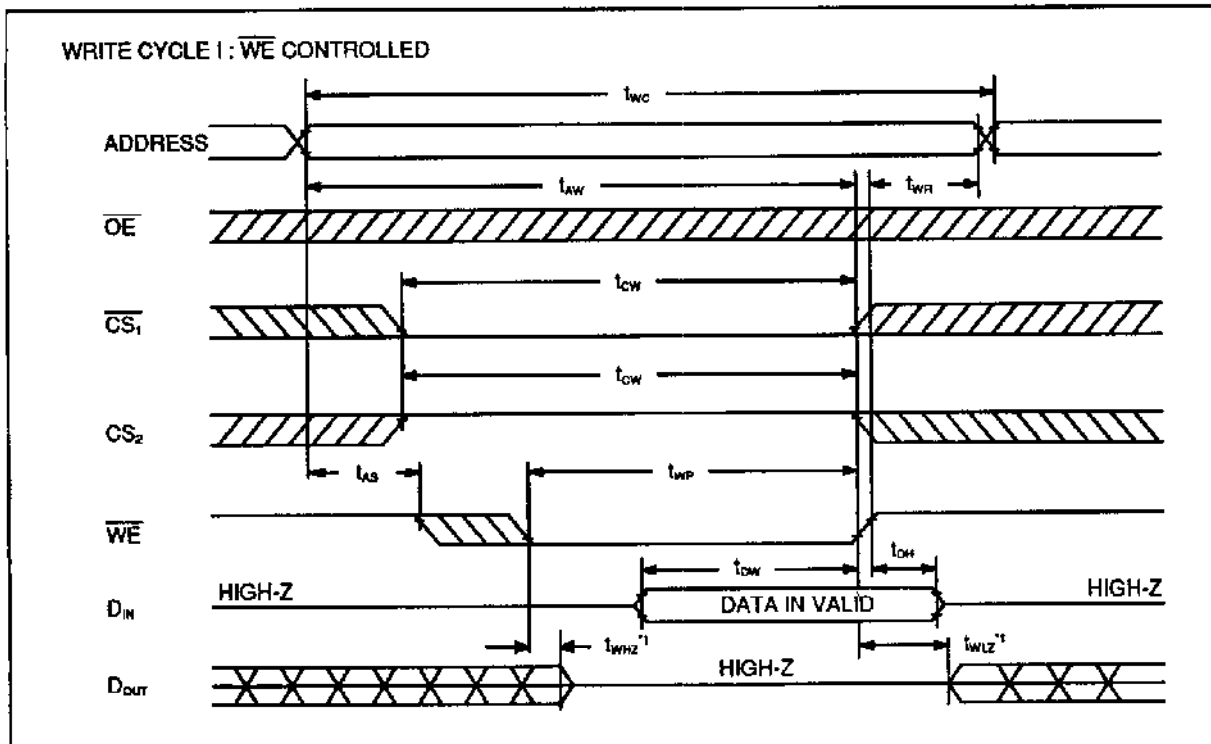 WRITE CYCLE I : WE CONTROLLED
tWC
ADDRESS
tAW
tWR
OE
tCW
CS1
tCW
CS2
tAS
tWP
WE
tDH
tDW
HIGH-Z
DATA IN VALID
HIGH-Z
DIN
tWHZ*1
tWLZ*1
HIGH-Z
DOUT